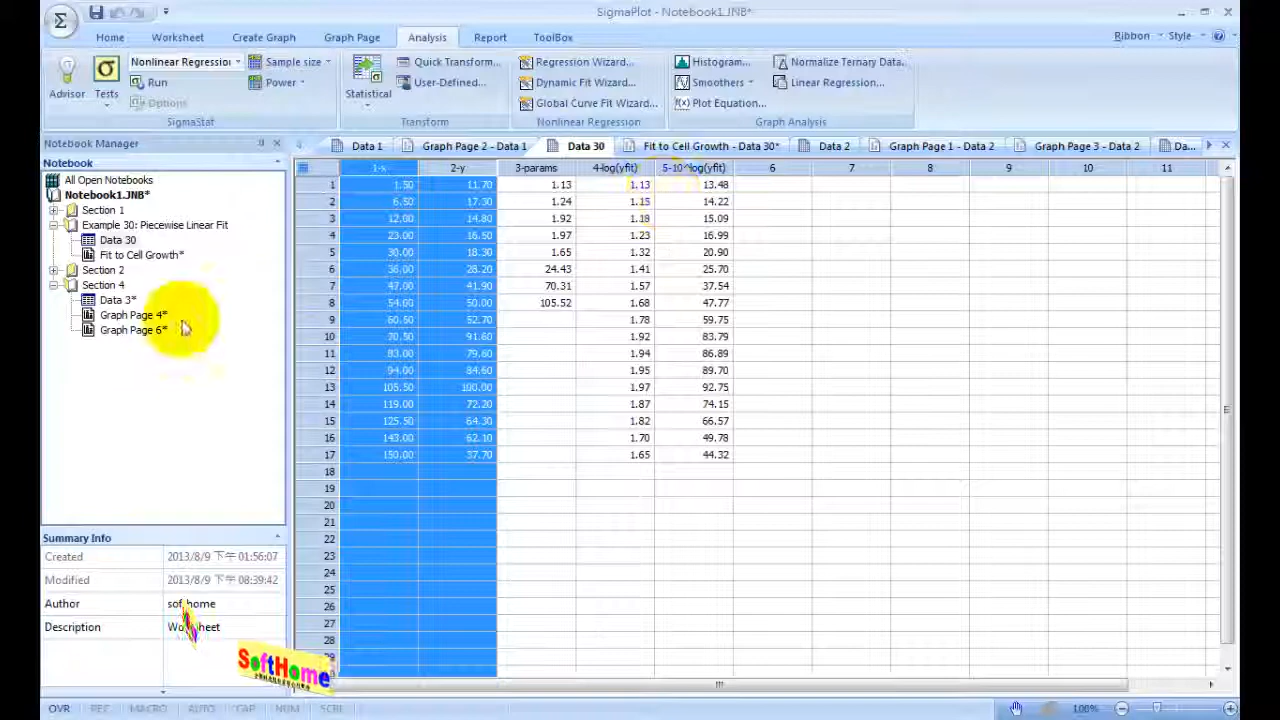 SigmaPlot - Notebook1.JNB*
Home Worksheet Create Graph Graph Page Analysis Report ToolBox Ribbon Style
Nonlinear Regression Sample size Quick Transform... Regression Wizard... Histogram... Normalize Ternary Data...
Run Power User-Defined... Dynamic Fit Wizard... Smoothers Linear Regression...
Advisor Tests Options Statistical Global Curve Fit Wizard... f(x) Plot Equation...
SigmaStat Transform Nonlinear Regression Graph Analysis
Notebook Manager
Data 1 Graph Page 2 - Data 1 Data 30 Fit to Cell Growth - Data 30* Data 2 Graph Page 1 - Data 2 Graph Page 3 - Data 2 Da...
Notebook
All Open Notebooks
Notebook1.JNB*
Section 1
Example 30: Piecewise Linear Fit
Data 30
Fit to Cell Growth*
Section 2
Section 4
Data 3*
Graph Page 4*
Graph Page 6*
1-x 2-y 3-params 4-log(yfit) 5-10^log(yfit) 6 7 8 9 10 11
1 1.50 11.70 1.13 1.13 13.48
2 6.50 17.30 1.24 1.15 14.22
3 12.00 14.80 1.92 1.18 15.09
4 23.00 16.50 1.97 1.23 16.99
5 30.00 18.30 1.65 1.32 20.90
6 36.00 28.20 24.43 1.41 25.70
7 47.00 41.90 70.31 1.57 37.54
8 54.00 50.00 105.52 1.68 47.77
9 60.50 52.70 1.78 59.75
10 70.50 91.60 1.92 83.79
11 83.00 79.60 1.94 86.89
12 94.00 84.60 1.95 89.70
13 105.50 100.00 1.97 92.75
14 119.00 72.20 1.87 74.15
15 125.50 64.30 1.82 66.57
16 143.00 62.10 1.70 49.78
17 150.00 37.70 1.65 44.32
18
19
20
21
22
23
24
25
26
27
28
29
Summary Info
Created 2013/8/9 下午 01:56:07
Modified 2013/8/9 下午 08:39:42
Author softhome
Description Worksheet
SoftHome
OVR REC MACRO AUTO CAP NUM SCRL 100%